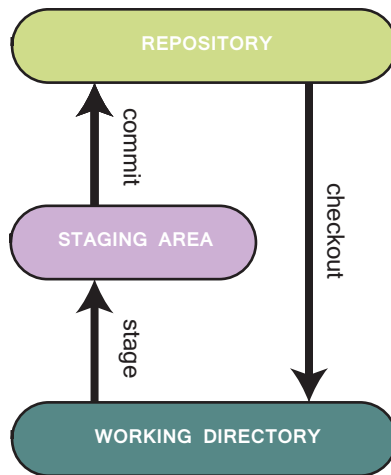 REPOSITORY
commit
checkout
STAGING AREA
stage
WORKING DIRECTORY